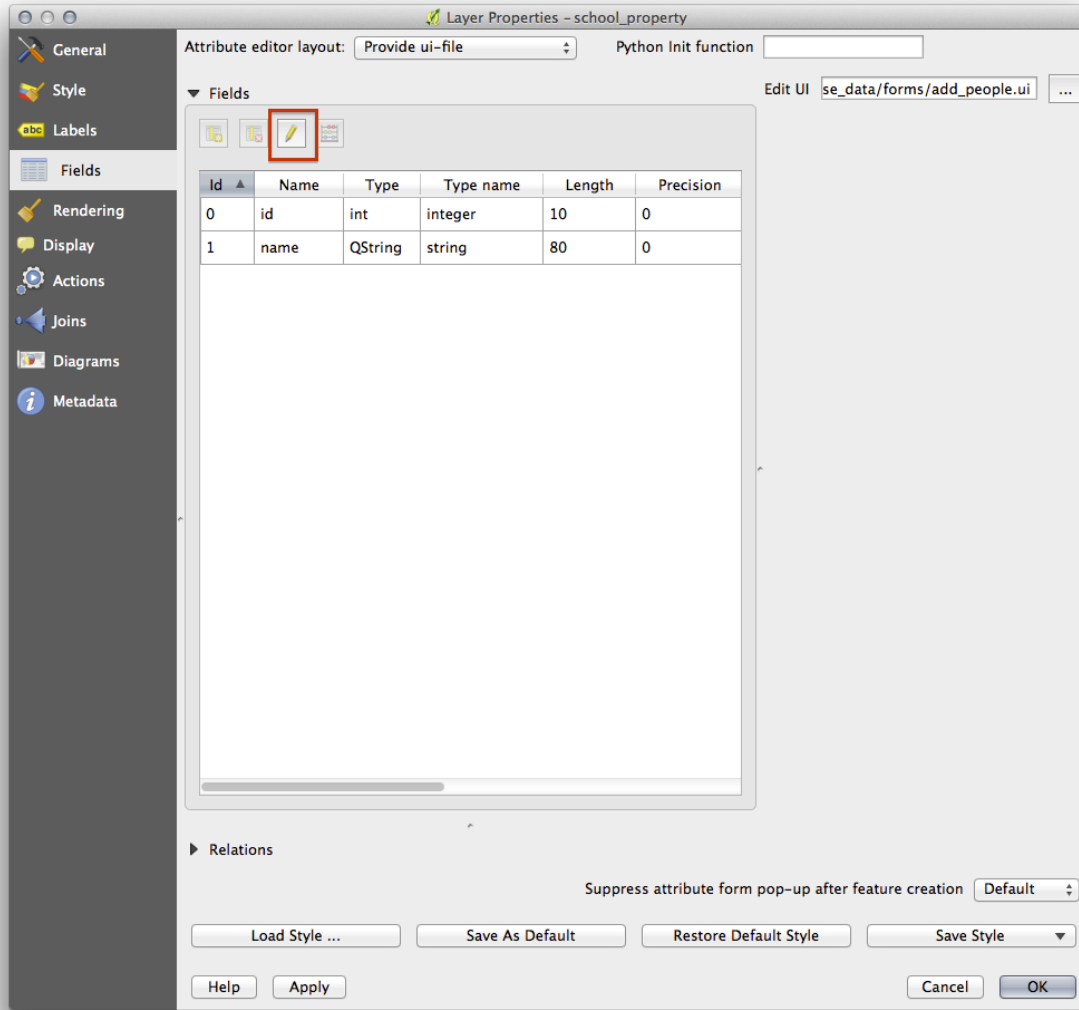 Layer Properties - school_property
General
Style
abc Labels
Fields
Rendering
Display
Actions
Joins
Diagrams
i Metadata
Attribute editor layout: Provide ui-file Python Init function
Fields
Edit UI se_data/forms/add_people.ui ...
Id Name Type Type name Length Precision
0 id int integer 10 0
1 name QString string 80 0
Relations
Suppress attribute form pop-up after feature creation Default
Load Style ... Save As Default Restore Default Style Save Style
Help Apply Cancel OK